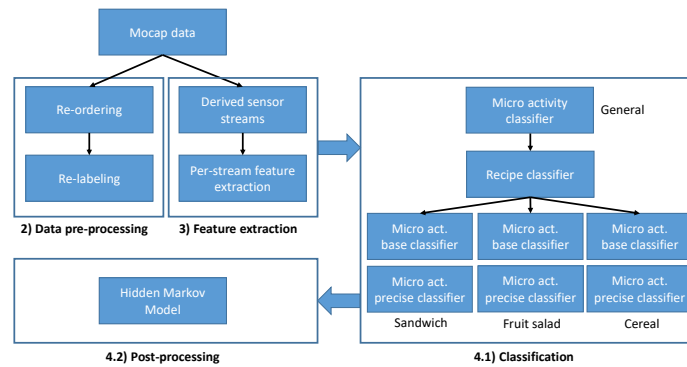 Mocap data
Re-ordering
Re-labeling
2) Data pre-processing
Derived sensor
streams
Per-stream feature
extraction
3) Feature extraction
Micro activity
classifier
General
Recipe classifier
Micro act.
base classifier
Micro act.
base classifier
Micro act.
base classifier
Micro act.
precise classifier
Micro act.
precise classifier
Micro act.
precise classifier
Sandwich
Fruit salad
Cereal
4.1) Classification
Hidden Markov
Model
4.2) Post-processing